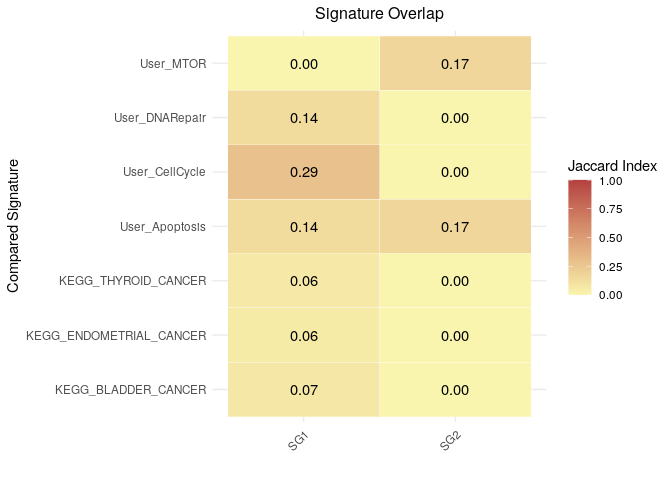 Signature Overlap
Compared Signature
User_MTOR 0.00 0.17
User_DNARepair 0.14 0.00
User_CellCycle 0.29 0.00
User_Apoptosis 0.14 0.17
KEGG_THYROID_CANCER 0.06 0.00
KEGG_ENDOMETRIAL_CANCER 0.06 0.00
KEGG_BLADDER_CANCER 0.07 0.00
SG1 SG2
Jaccard Index
1.00
0.75
0.50
0.25
0.00